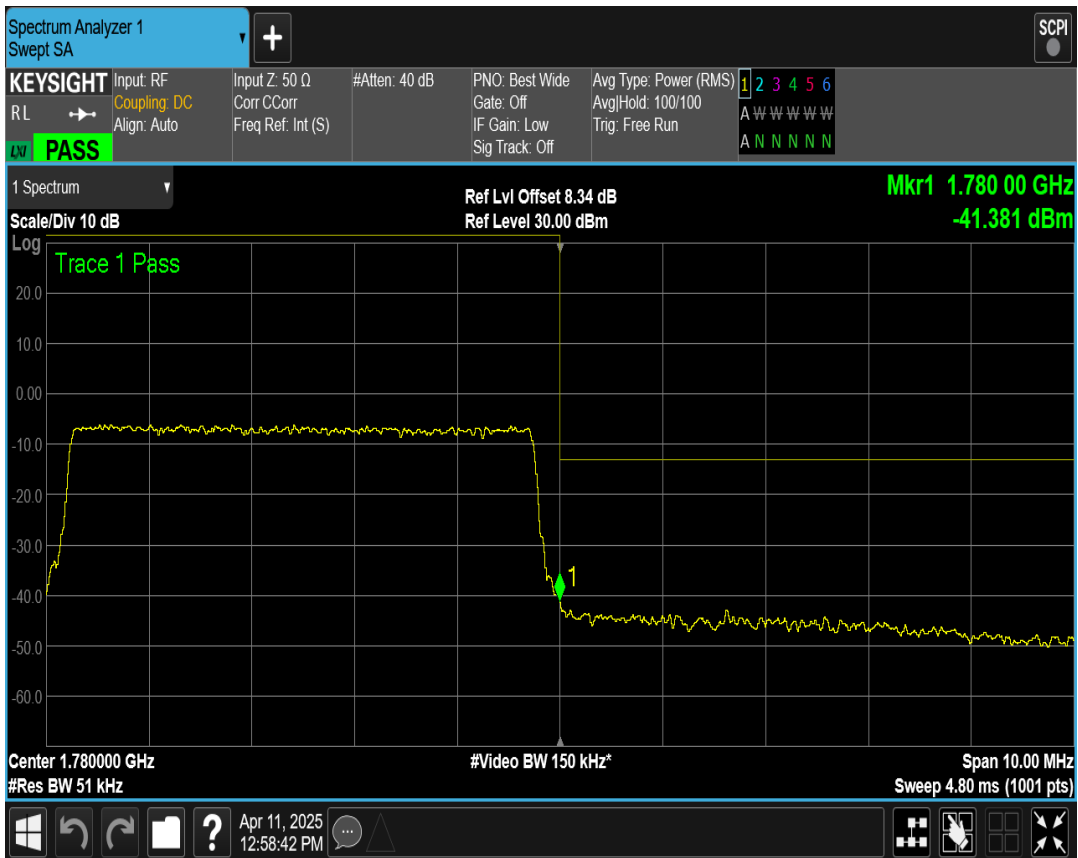 Spectrum Analyzer 1
Swept SA
SCPI
KEYSIGHT
RL
LXI PASS
Input: RF
Coupling: DC
Align: Auto
Input Z: 50 Ω
Corr CCorr
Freq Ref: Int (S)
#Atten: 40 dB
PNO: Best Wide
Gate: Off
IF Gain: Low
Sig Track: Off
Avg Type: Power (RMS)
Avg|Hold: 100/100
Trig: Free Run
1 2 3 4 5 6
A W W W W W
A N N N N N
1 Spectrum
Scale/Div 10 dB
Ref Lvl Offset 8.34 dB
Ref Level 30.00 dBm
Mkr1 1.780 00 GHz
-41.381 dBm
Log
Trace 1 Pass
20.0
10.0
0.00
-10.0
-20.0
-30.0
-40.0
-50.0
-60.0
1
Center 1.780000 GHz
#Res BW 51 kHz
#Video BW 150 kHz*
Span 10.00 MHz
Sweep 4.80 ms (1001 pts)
?
Apr 11, 2025
12:58:42 PM